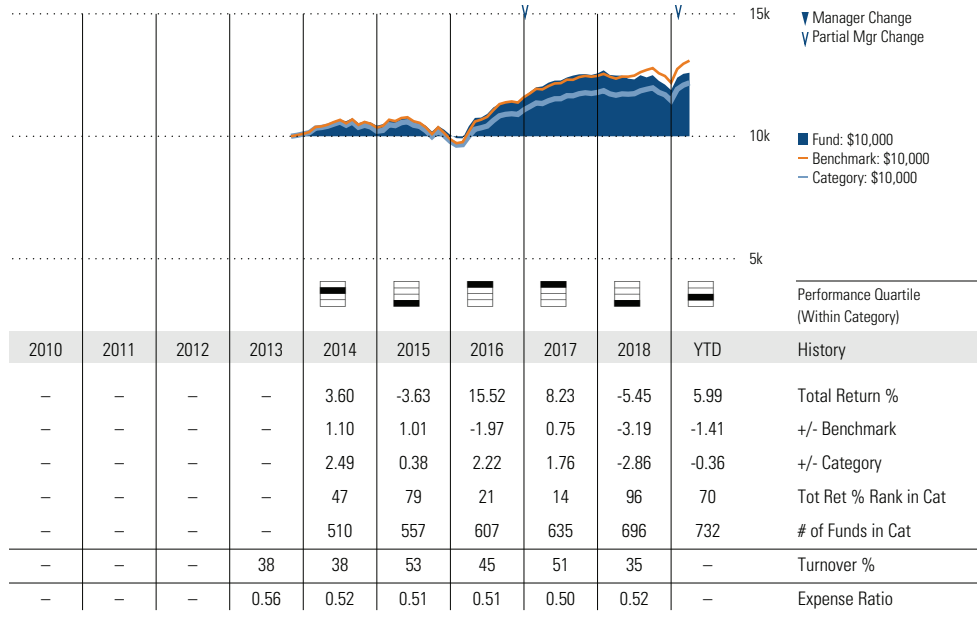 15k
▼ Manager Change
∨ Partial Mgr Change
10k
Fund: $10,000
Benchmark: $10,000
Category: $10,000
5k
Performance Quartile
(Within Category)
2010 2011 2012 2013 2014 2015 2016 2017 2018 YTD History
– – – – 3.60 -3.63 15.52 8.23 -5.45 5.99 Total Return %
– – – – 1.10 1.01 -1.97 0.75 -3.19 -1.41 +/- Benchmark
– – – – 2.49 0.38 2.22 1.76 -2.86 -0.36 +/- Category
– – – – 47 79 21 14 96 70 Tot Ret % Rank in Cat
– – – – 510 557 607 635 696 732 # of Funds in Cat
– – – 38 38 53 45 51 35 – Turnover %
– – – 0.56 0.52 0.51 0.51 0.50 0.52 – Expense Ratio